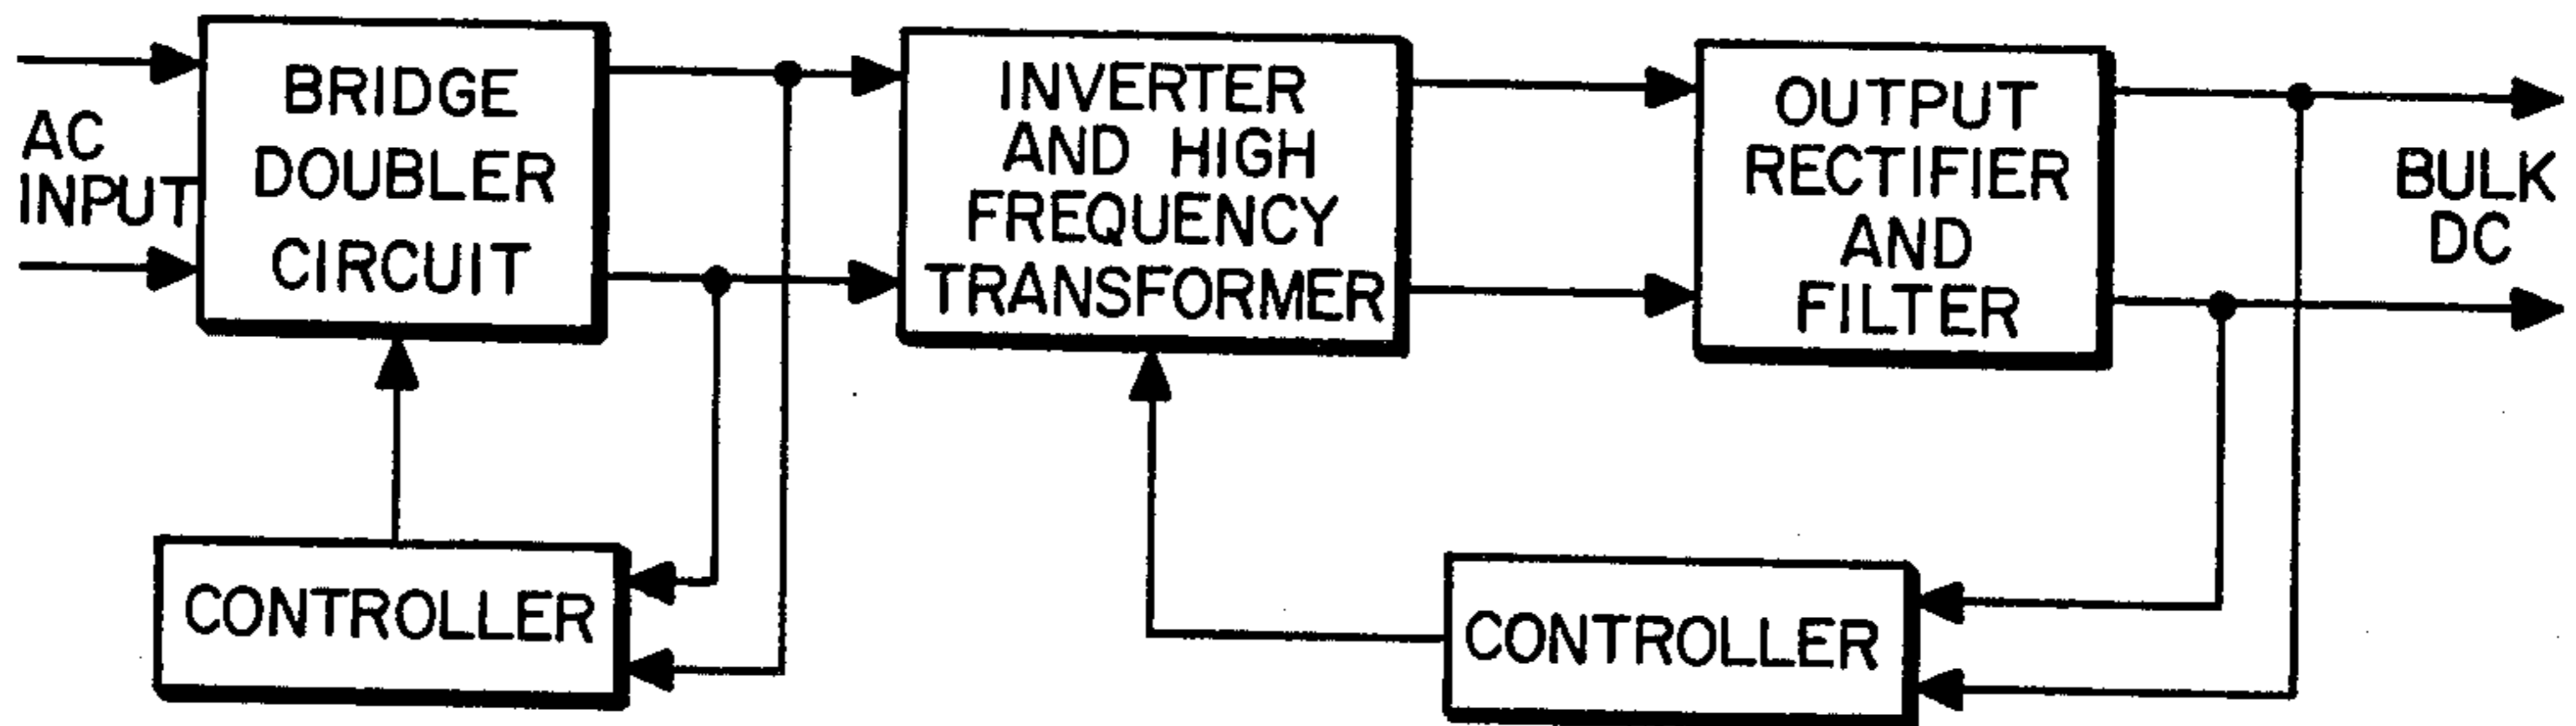 AC
INPUT
BRIDGE
DOUBLER
CIRCUIT
INVERTER
AND HIGH
FREQUENCY
TRANSFORMER
OUTPUT
RECTIFIER
AND
FILTER
BULK
DC
CONTROLLER
CONTROLLER